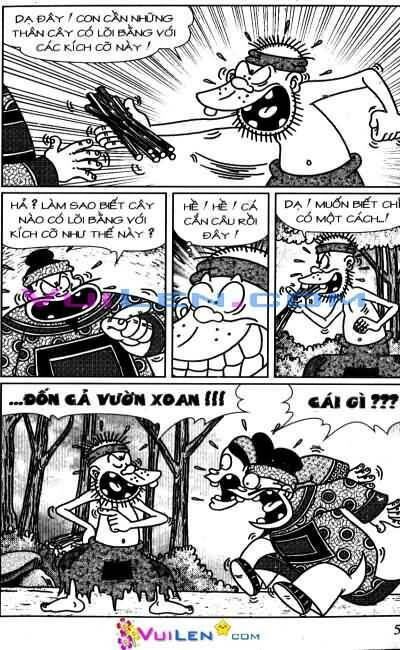 DẠ ĐÂY! CON CẦN NHỮNG
THÂN CÂY CÓ LÕI BẰNG VỚI
CÁC KÍCH CỠ NÀY!
HẢ? LÀM SAO BIẾT CÂY
NÀO CÓ LÕI BẰNG VỚI
KÍCH CỠ NHƯ THẾ NÀY?
HỀ! HỀ! CÁ
CẮN CÂU RỒI
ĐÂY!
DẠ! MUỐN BIẾT CHỈ
CÓ MỘT CÁCH...!
VUILEN.COM
...ĐỐN CẢ VƯỜN XOAN!!!
CÁI GÌ???
VUILEN.COM
5